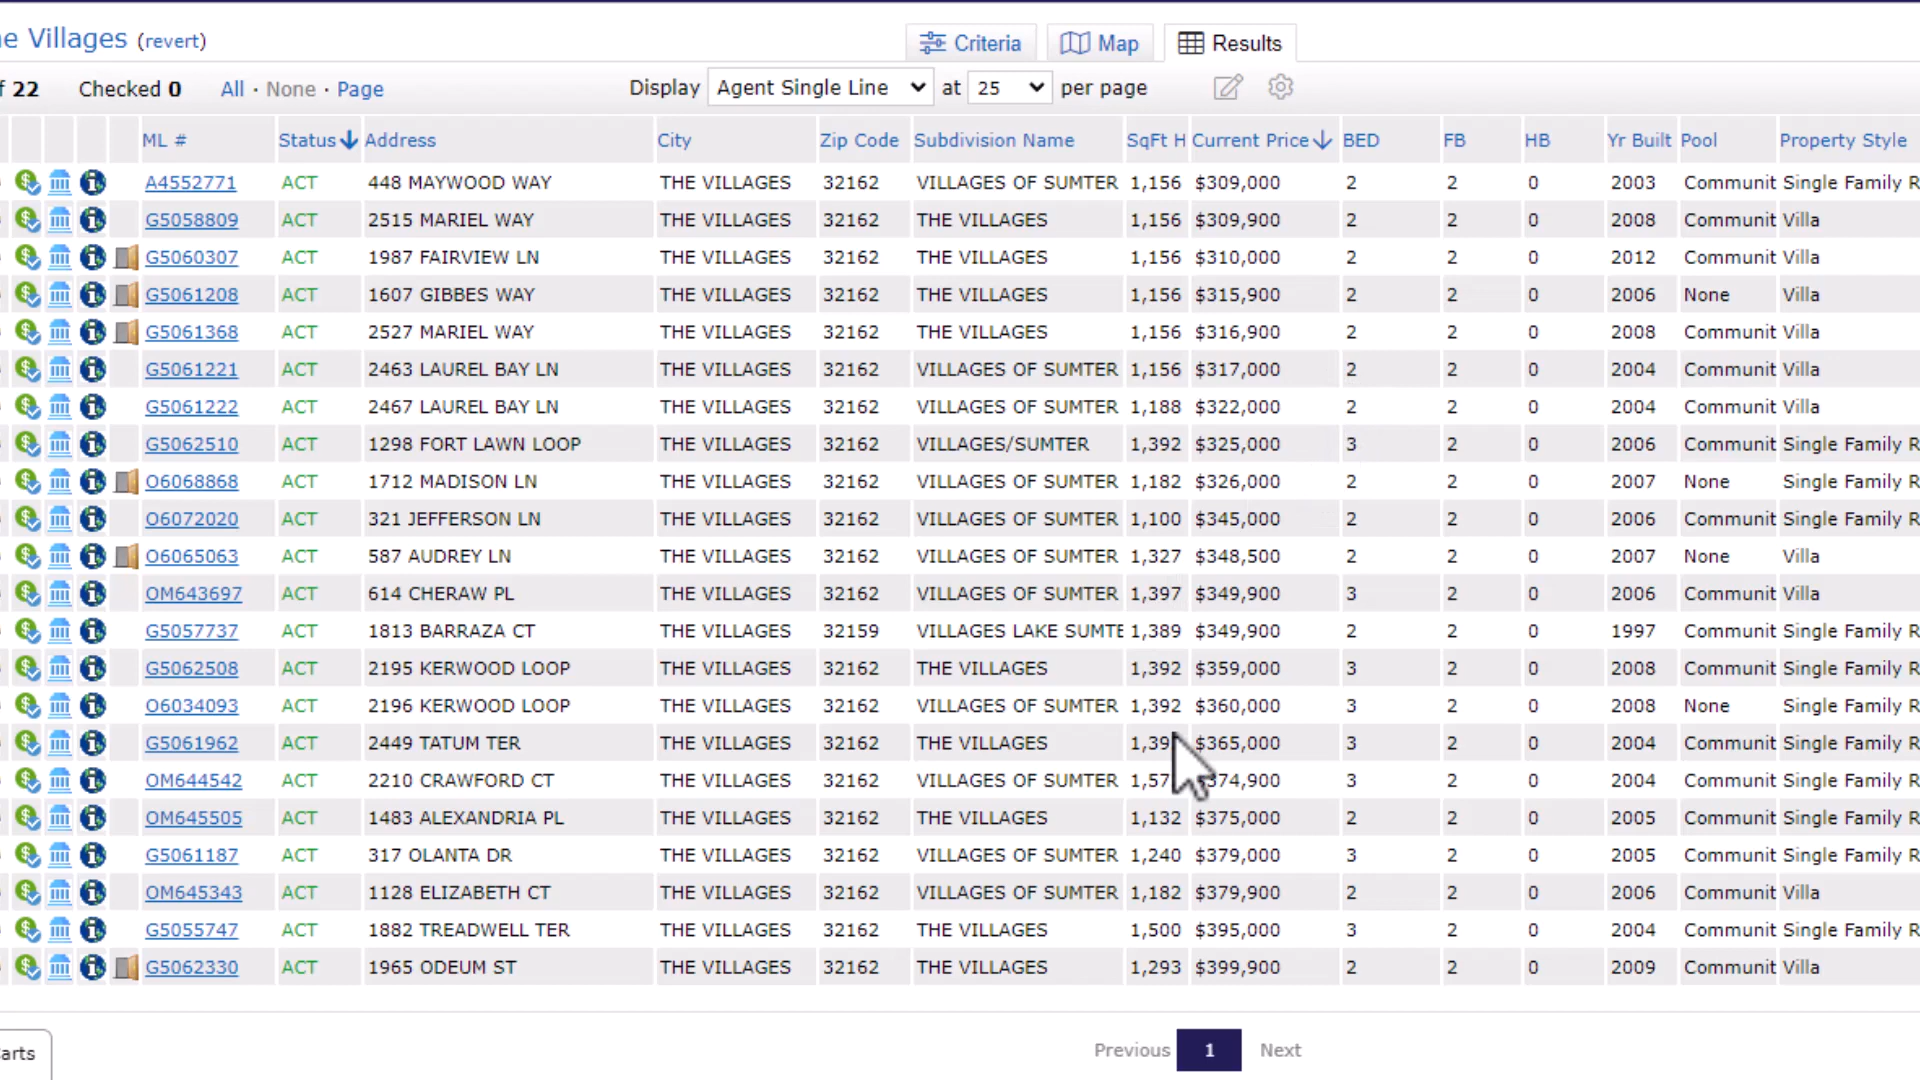 e Villages (revert)
Criteria Map Results
f 22 Checked 0 All · None · Page Display Agent Single Line at 25 per page
ML # Status Address City Zip Code Subdivision Name SqFt H Current Price BED FB HB Yr Built Pool Property Style
A4552771 ACT 448 MAYWOOD WAY THE VILLAGES 32162 VILLAGES OF SUMTER 1,156 $309,000 2 2 0 2003 Communit Single Family R
G5058809 ACT 2515 MARIEL WAY THE VILLAGES 32162 THE VILLAGES 1,156 $309,900 2 2 0 2008 Communit Villa
G5060307 ACT 1987 FAIRVIEW LN THE VILLAGES 32162 THE VILLAGES 1,156 $310,000 2 2 0 2012 Communit Villa
G5061208 ACT 1607 GIBBES WAY THE VILLAGES 32162 THE VILLAGES 1,156 $315,900 2 2 0 2006 None Villa
G5061368 ACT 2527 MARIEL WAY THE VILLAGES 32162 THE VILLAGES 1,156 $316,900 2 2 0 2008 Communit Villa
G5061221 ACT 2463 LAUREL BAY LN THE VILLAGES 32162 VILLAGES OF SUMTER 1,156 $317,000 2 2 0 2004 Communit Villa
G5061222 ACT 2467 LAUREL BAY LN THE VILLAGES 32162 VILLAGES OF SUMTER 1,188 $322,000 2 2 0 2004 Communit Villa
G5062510 ACT 1298 FORT LAWN LOOP THE VILLAGES 32162 VILLAGES/SUMTER 1,392 $325,000 3 2 0 2006 Communit Single Family R
O6068868 ACT 1712 MADISON LN THE VILLAGES 32162 VILLAGES OF SUMTER 1,182 $326,000 2 2 0 2007 None Single Family R
O6072020 ACT 321 JEFFERSON LN THE VILLAGES 32162 VILLAGES OF SUMTER 1,100 $345,000 2 2 0 2006 Communit Single Family R
O6065063 ACT 587 AUDREY LN THE VILLAGES 32162 VILLAGES OF SUMTER 1,327 $348,500 2 2 0 2007 None Villa
OM643697 ACT 614 CHERAW PL THE VILLAGES 32162 VILLAGES OF SUMTER 1,397 $349,900 3 2 0 2006 Communit Villa
G5057737 ACT 1813 BARRAZA CT THE VILLAGES 32159 VILLAGES LAKE SUMTE 1,389 $349,900 2 2 0 1997 Communit Single Family R
G5062508 ACT 2195 KERWOOD LOOP THE VILLAGES 32162 THE VILLAGES 1,392 $359,000 3 2 0 2008 Communit Single Family R
O6034093 ACT 2196 KERWOOD LOOP THE VILLAGES 32162 VILLAGES OF SUMTER 1,392 $360,000 3 2 0 2008 None Single Family R
G5061962 ACT 2449 TATUM TER THE VILLAGES 32162 THE VILLAGES $365,000 3 2 0 2004 Communit Single Family R
OM644542 ACT 2210 CRAWFORD CT THE VILLAGES 32162 VILLAGES OF SUMTER 3 2 0 2004 Communit Single Family R
OM645505 ACT 1483 ALEXANDRIA PL THE VILLAGES 32162 THE VILLAGES 1,132 $375,000 2 2 0 2005 Communit Single Family R
G5061187 ACT 317 OLANTA DR THE VILLAGES 32162 VILLAGES OF SUMTER 1,240 $379,000 3 2 0 2005 Communit Single Family R
OM645343 ACT 1128 ELIZABETH CT THE VILLAGES 32162 VILLAGES OF SUMTER 1,182 $379,900 2 2 0 2006 Communit Villa
G5055747 ACT 1882 TREADWELL TER THE VILLAGES 32162 THE VILLAGES 1,500 $395,000 3 2 0 2004 Communit Single Family R
G5062330 ACT 1965 ODEUM ST THE VILLAGES 32162 THE VILLAGES 1,293 $399,900 2 2 0 2009 Communit Villa
arts Previous 1 Next